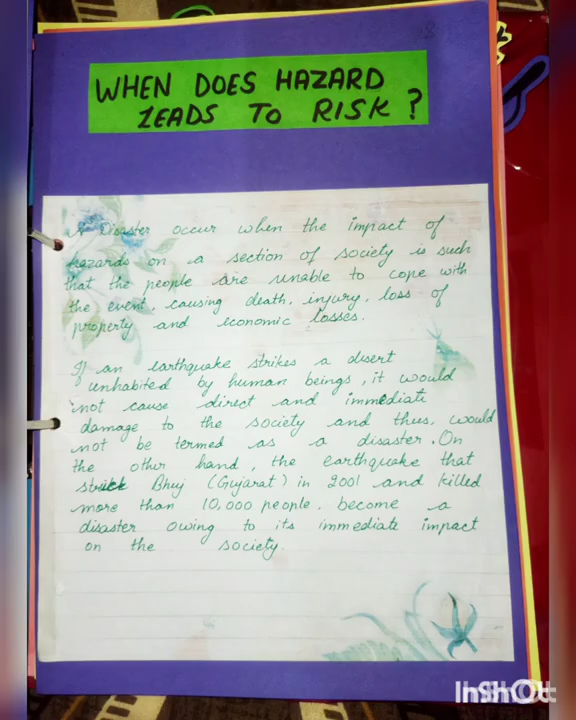 WHEN DOES HAZARD
LEADS TO RISK ?
A Disaster occur when the impact of
hazards on a section of society is such
that the people are unable to cope with
the event, causing death, injury, loss of
property and economic losses.
If an earthquake strikes a disert
unhabited by human beings, it would
not cause direct and immediate
damage to the society and thus, would
not be termed as a disaster. On
the other hand, the earthquake that
Bhuj (Gujarat) in 2001 and killed
more than 10,000 people, become a
disaster owing to its immediate impact
on the society.
InShOt